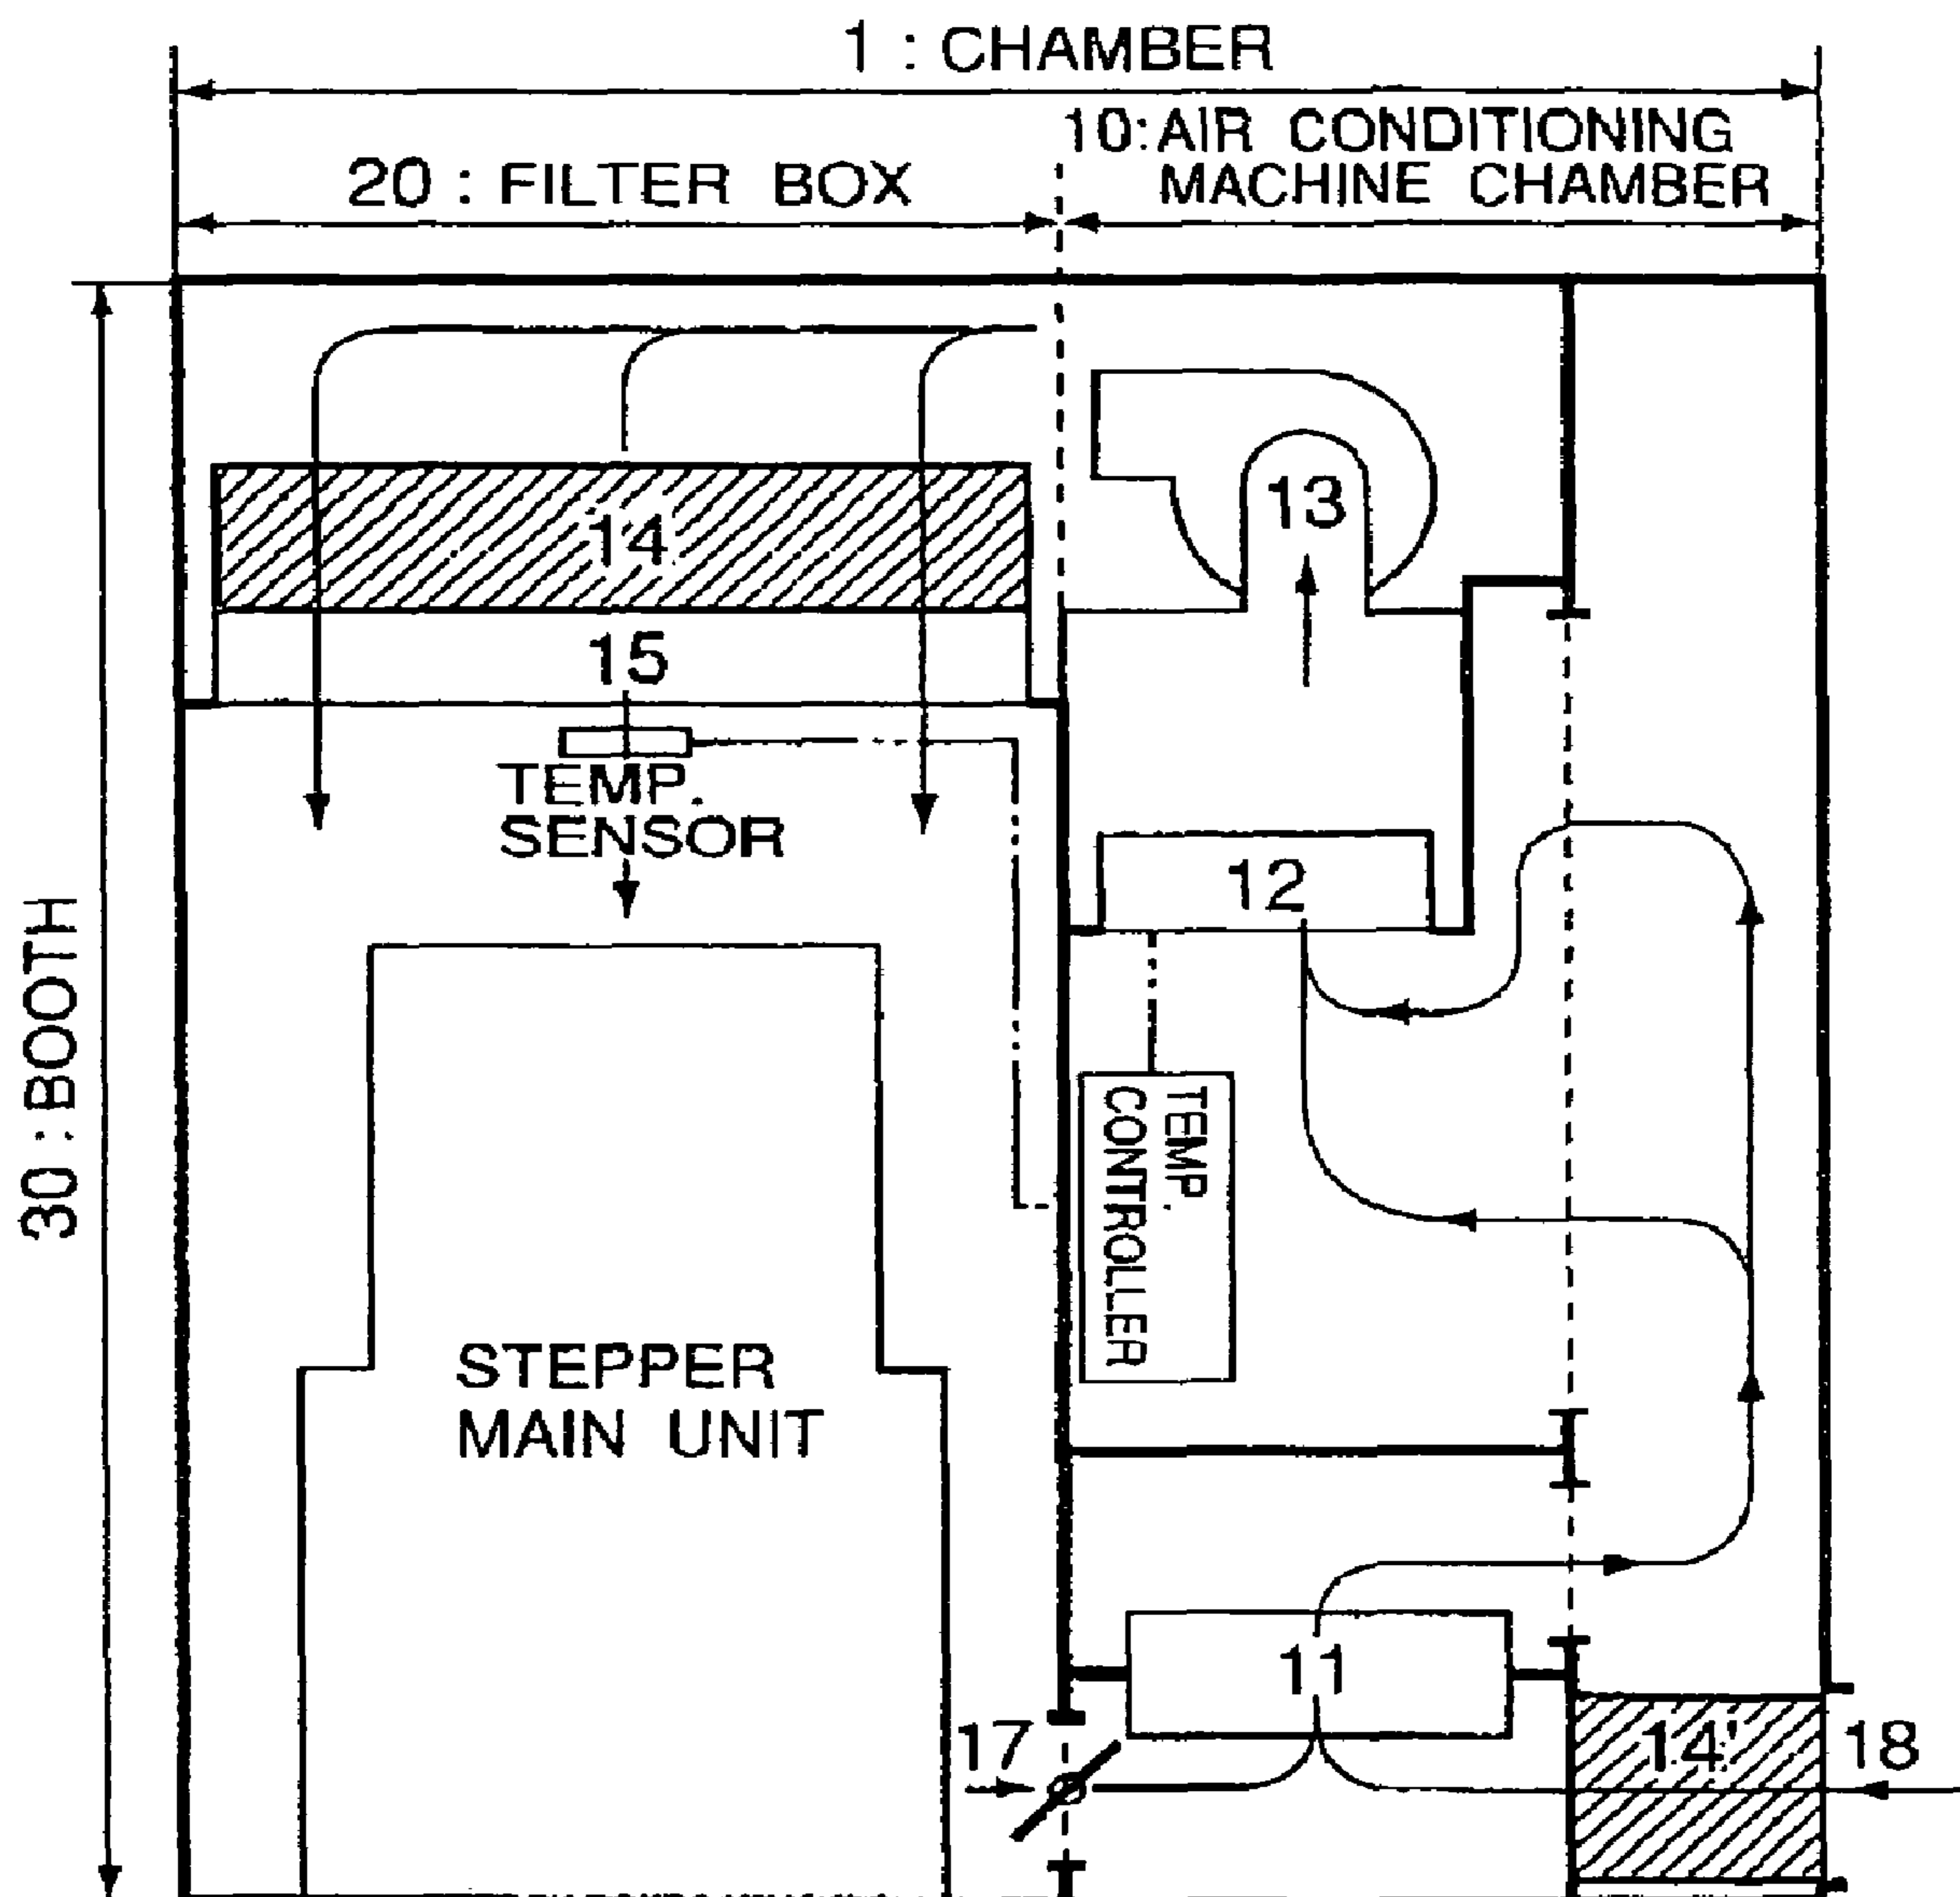 1 : CHAMBER
10:AIR CONDITIONING
MACHINE CHAMBER
20 : FILTER BOX
13
14
15
TEMP.
SENSOR
12
30 : BOOTH
TEMP.
CONTROLLER
STEPPER
MAIN UNIT
11
17
14'
18